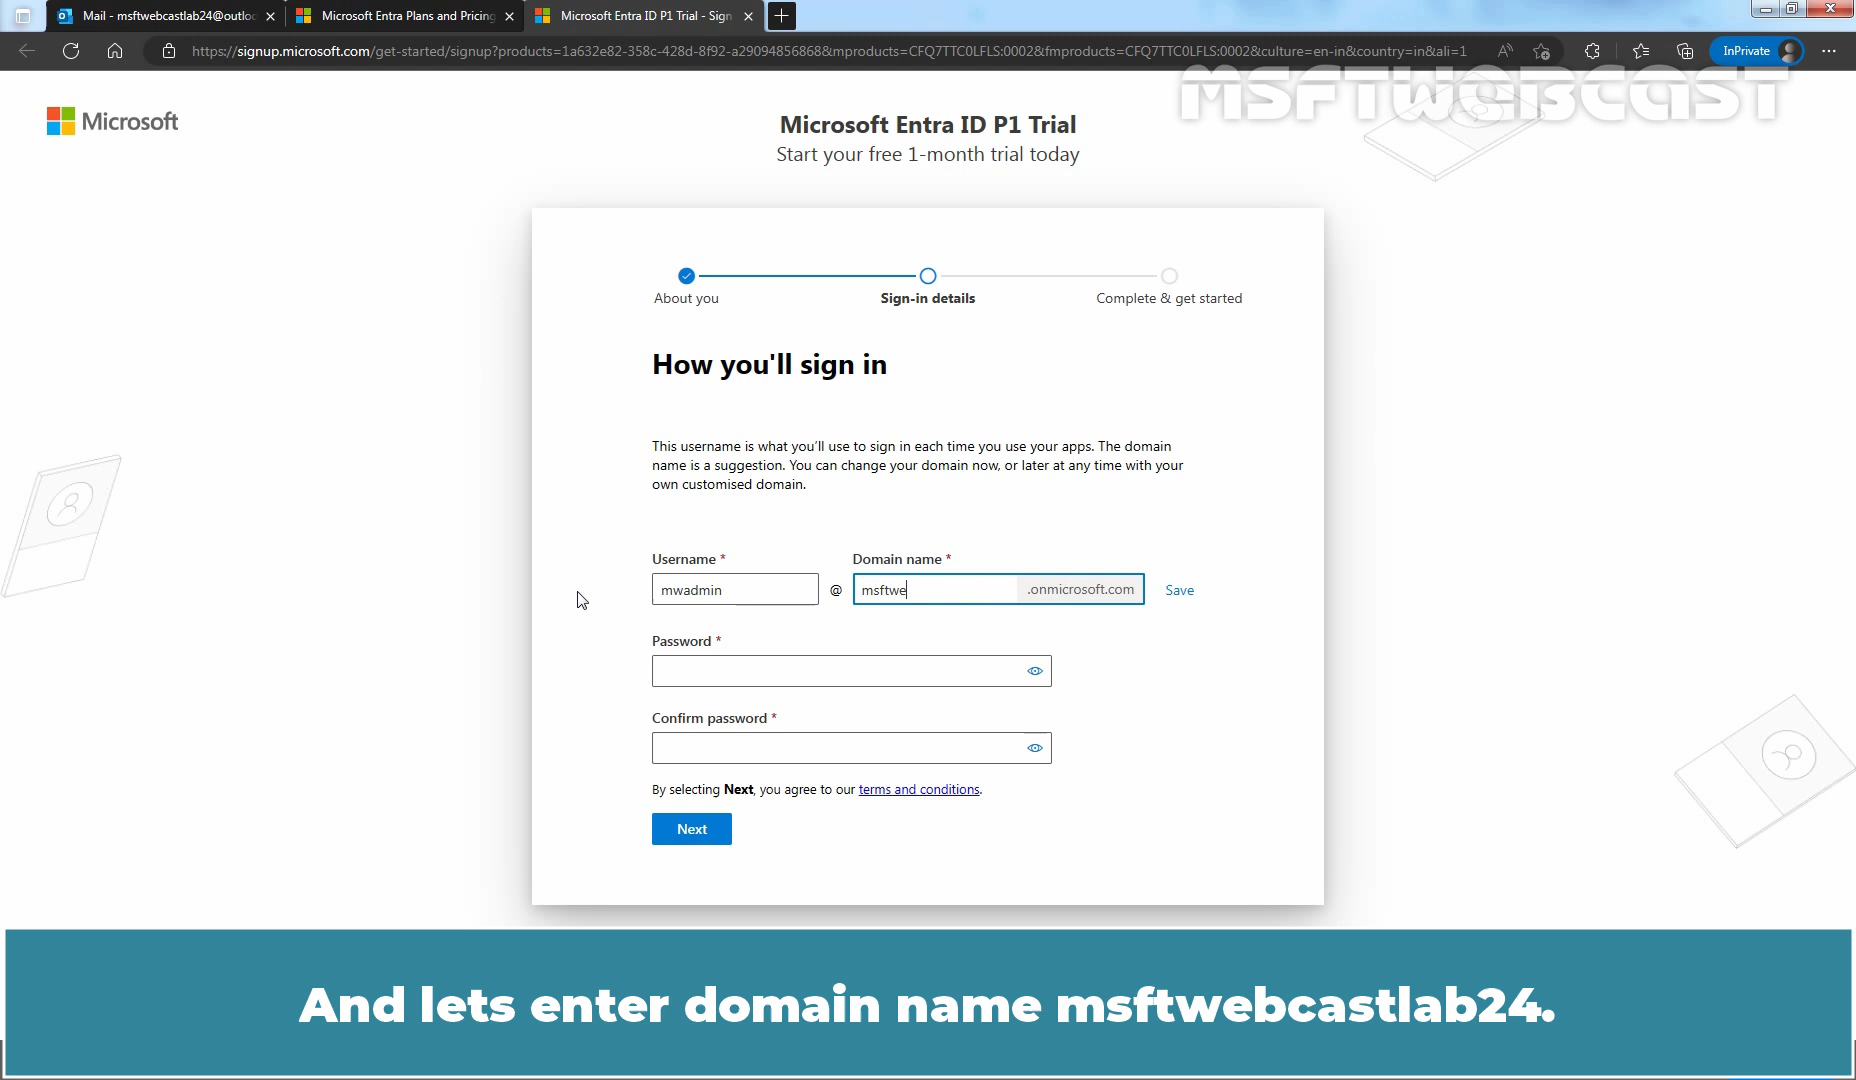 Mail - msftwebcastlab24@outloo
Microsoft Entra Plans and Pricing
Microsoft Entra ID P1 Trial - Sign
https://signup.microsoft.com/get-started/signup?products=1a632e82-358c-428d-8f92-a29094856868&mproducts=CFQ7TTC0LFLS:0002&fmproducts=CFQ7TTC0LFLS:0002&culture=en-in&country=in&ali=1
InPrivate
MSFTWEBCAST
Microsoft
Microsoft Entra ID P1 Trial
Start your free 1-month trial today
About you
Sign-in details
Complete & get started
How you'll sign in
This username is what you’ll use to sign in each time you use your apps. The domain
name is a suggestion. You can change your domain now, or later at any time with your
own customised domain.
Username *
Domain name *
mwadmin
@
msftwe
.onmicrosoft.com
Save
Password *
Confirm password *
By selecting Next, you agree to our terms and conditions.
Next
And lets enter domain name msftwebcastlab24.